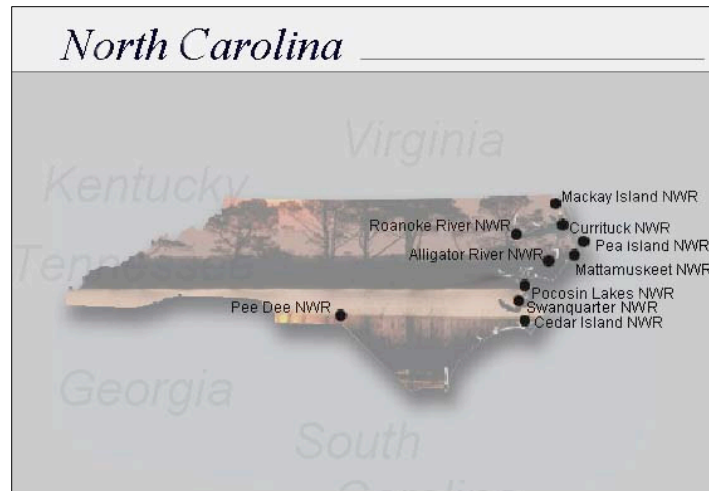 North Carolina
Virginia
Kentucky
Mackay Island NWR
Roanoke River NWR
Currituck NWR
Pea island NWR
Tennessee
Alligator River NWR
Mattamuskeet NWR
Pocosin Lakes NWR
Pee Dee NWR
Swanquarter NWR
Cedar Island NWR
Georgia
South
Carolina